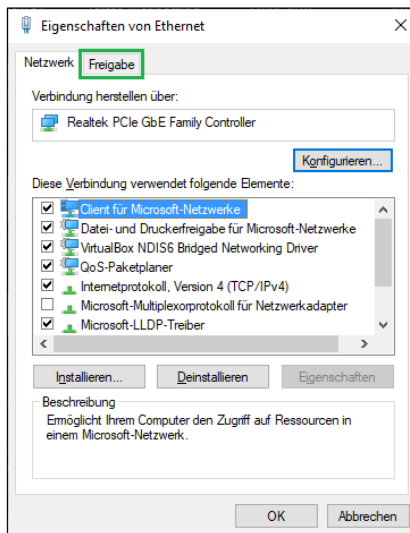 Eigenschaften von Ethernet
Netzwerk Freigabe
Verbindung herstellen über:
Realtek PCIe GbE Family Controller
Konfigurieren...
Diese Verbindung verwendet folgende Elemente:
Client für Microsoft-Netzwerke
Datei- und Druckerfreigabe für Microsoft-Netzwerke
VirtualBox NDIS6 Bridged Networking Driver
QoS-Paketplaner
Internetprotokoll, Version 4 (TCP/IPv4)
Microsoft-Multiplexorprotokoll für Netzwerkadapter
Microsoft-LLDP-Treiber
Installieren... Deinstallieren Eigenschaften
Beschreibung
Ermöglicht Ihrem Computer den Zugriff auf Ressourcen in
einem Microsoft-Netzwerk.
OK Abbrechen